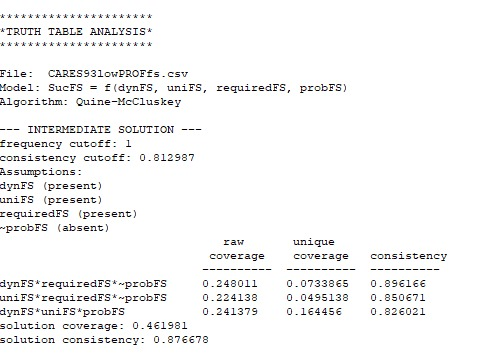 **********************
*TRUTH TABLE ANALYSIS*
**********************
File: CARES93lowPROFfs.csv
Model: SucFS = f(dynFS, uniFS, requiredFS, probFS)
Algorithm: Quine-McCluskey
--- INTERMEDIATE SOLUTION ---
frequency cutoff: 1
consistency cutoff: 0.812987
Assumptions:
dynFS (present)
uniFS (present)
requiredFS (present)
~probFS (absent)
raw unique
coverage coverage consistency
---------- ---------- ----------
dynFS*requiredFS*~probFS 0.248011 0.0733865 0.896166
uniFS*requiredFS*~probFS 0.224138 0.0495138 0.850671
dynFS*uniFS*probFS 0.241379 0.164456 0.826021
solution coverage: 0.461981
solution consistency: 0.876678